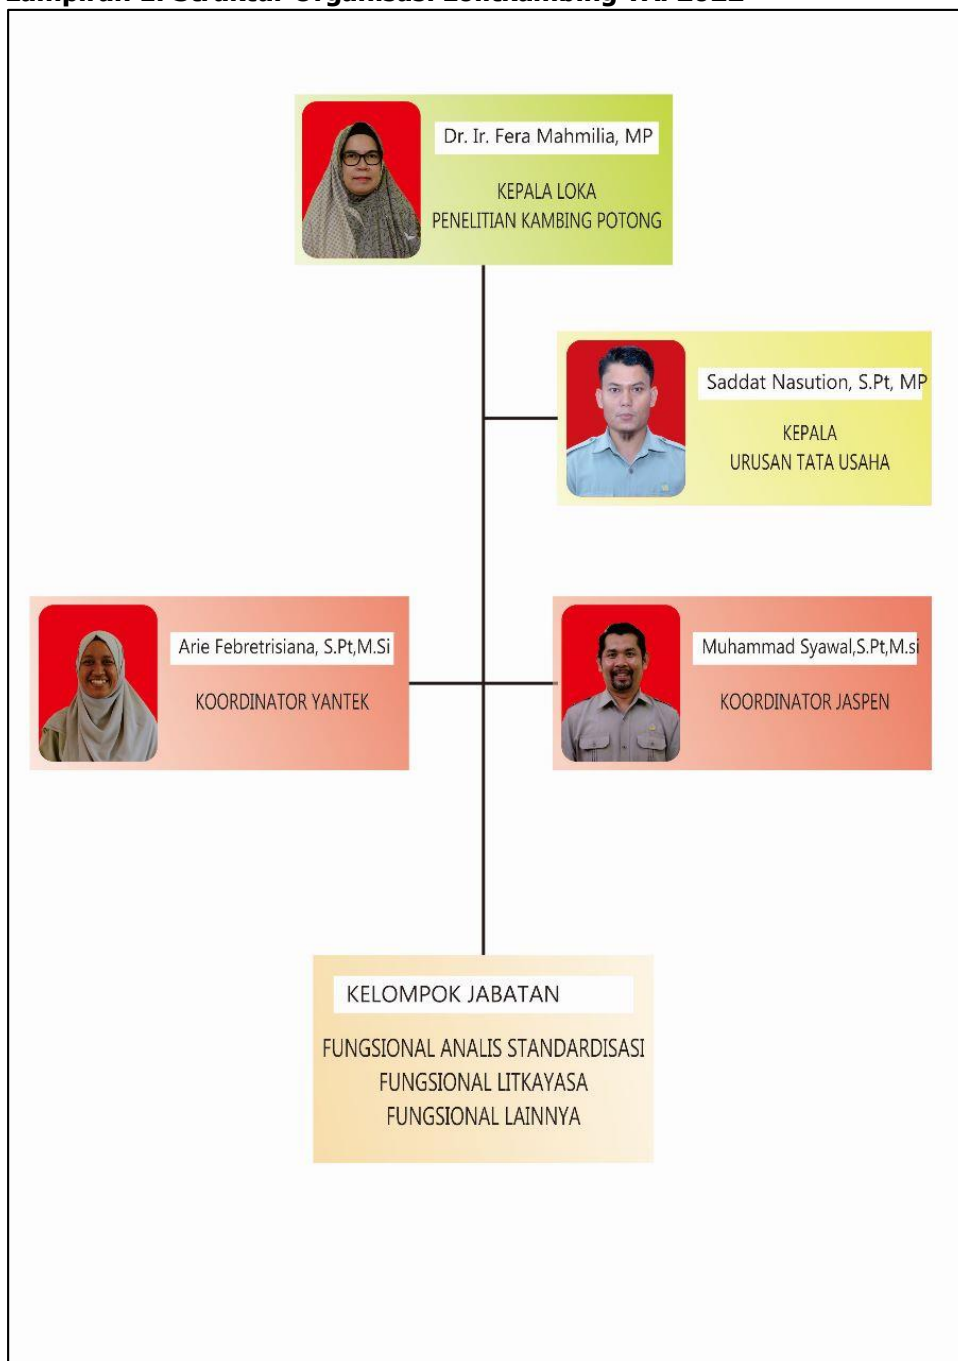 Dr. Ir. Fera Mahmilia, MP
KEPALA LOKA
PENELITIAN KAMBING POTONG
Saddat Nasution, S.Pt, MP
KEPALA
URUSAN TATA USAHA
Arie Febretrisiana, S.Pt,M.Si
KOORDINATOR YANTEK
Muhammad Syawal,S.Pt,M.si
KOORDINATOR JASPEN
KELOMPOK JABATAN
FUNGSIONAL ANALIS STANDARDISASI
FUNGSIONAL LITKAYASA
FUNGSIONAL LAINNYA